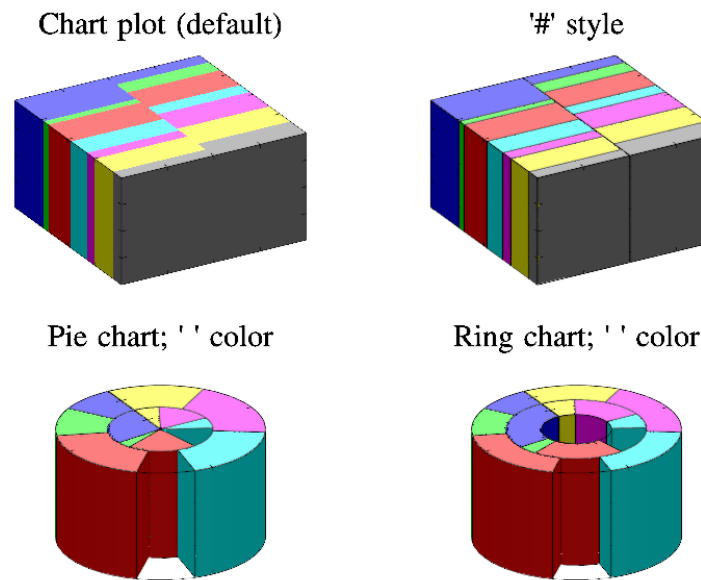 Chart plot (default)
'#' style
Pie chart; ' ' color
Ring chart; ' ' color